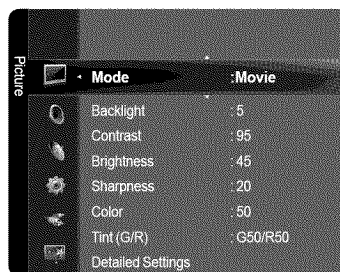 Picture
Mode :Movie
Backlight :5
Contrast :95
Brightness :45
Sharpness :20
Color :50
Tint (G/R) :G50/R50
Detailed Settings